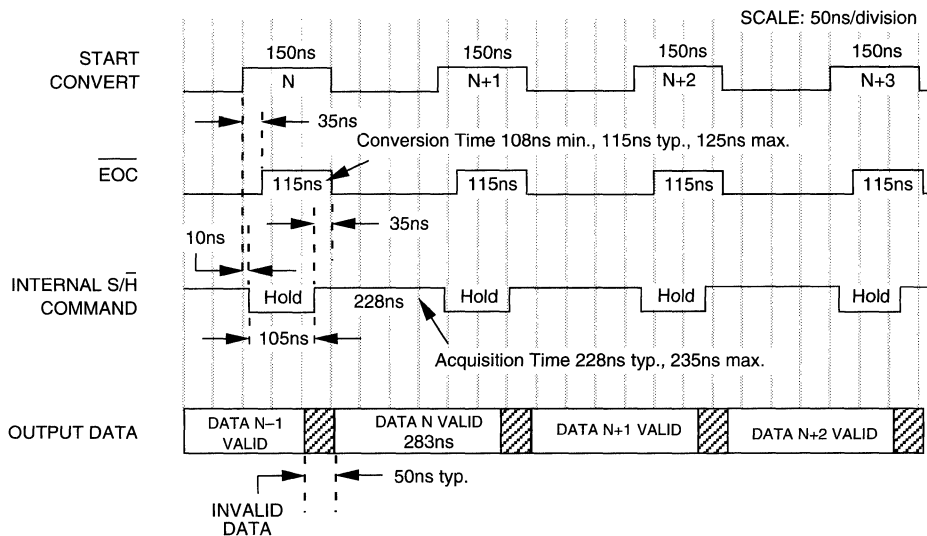 SCALE: 50ns/division
START
CONVERT
150ns
N
150ns
N+1
150ns
N+2
150ns
N+3
35ns
Conversion Time 108ns min., 115ns typ., 125ns max.
EOC
115ns
115ns
115ns
115ns
35ns
10ns
INTERNAL S/H
COMMAND
Hold
228ns
Hold
Hold
Hold
105ns
Acquisition Time 228ns typ., 235ns max.
OUTPUT DATA
DATA N–1
VALID
DATA N VALID
283ns
DATA N+1 VALID
DATA N+2 VALID
50ns typ.
INVALID
DATA